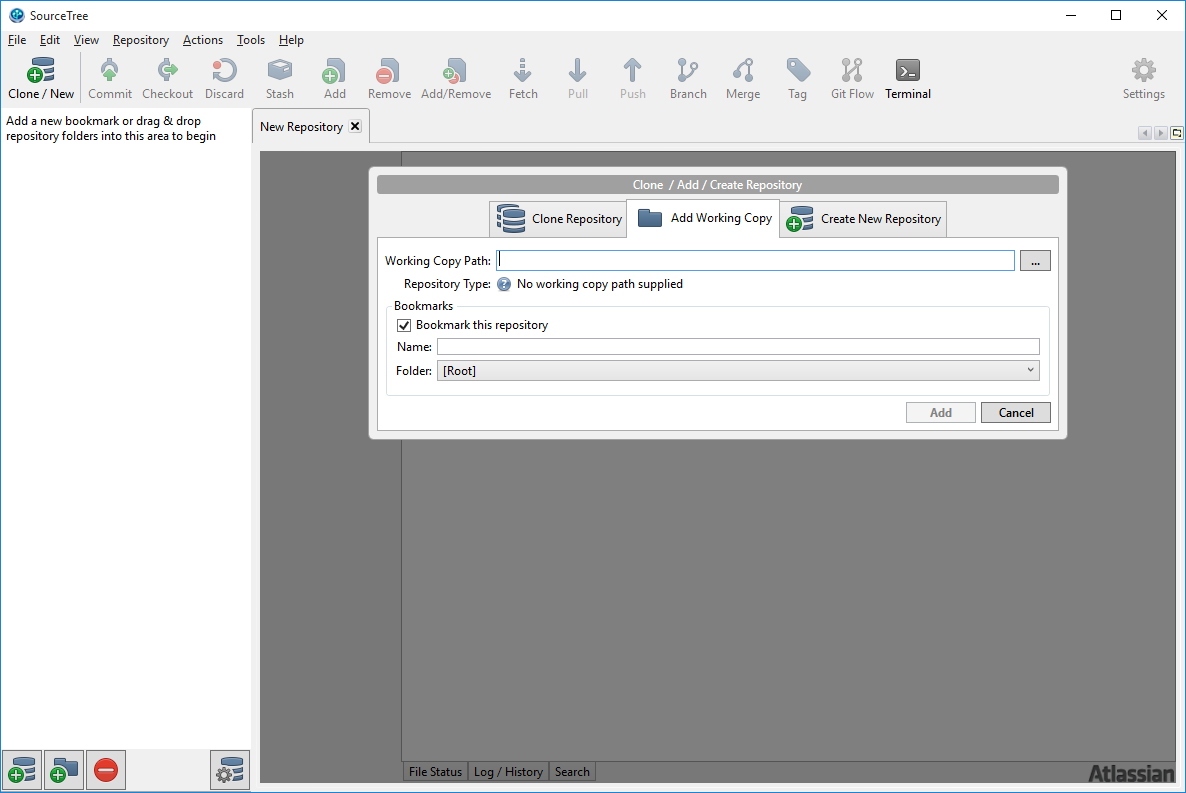 SourceTree
File Edit View Repository Actions Tools Help
Clone / New Commit Checkout Discard Stash Add Remove Add/Remove Fetch Pull Push Branch Merge Tag Git Flow Terminal Settings
Add a new bookmark or drag & drop
repository folders into this area to begin
New Repository
Clone / Add / Create Repository
Clone Repository Add Working Copy Create New Repository
Working Copy Path: ...
Repository Type: ? No working copy path supplied
Bookmarks
Bookmark this repository
Name:
Folder: [Root]
Add Cancel
File Status Log / History Search
Atlassian